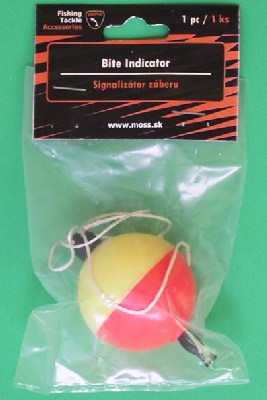 Fishing
Tackle
Accessories
1 pc / 1 ks
Bite Indicator
Signalizátor záberu
www.moss.sk